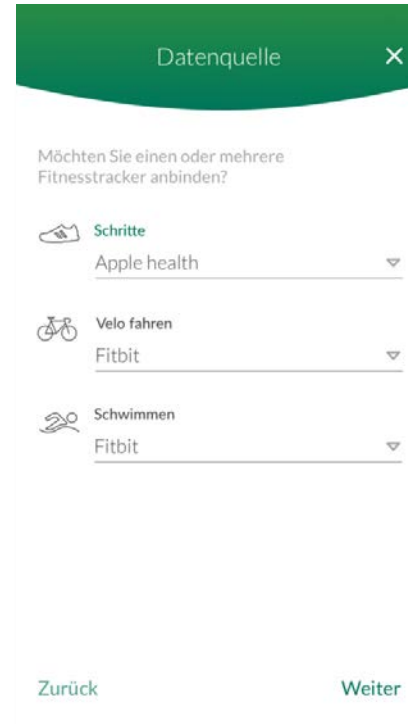 Datenquelle
Möchten Sie einen oder mehrere
Fitnesstracker anbinden?
Schritte
Apple health
Velo fahren
Fitbit
Schwimmen
Fitbit
Zurück Weiter